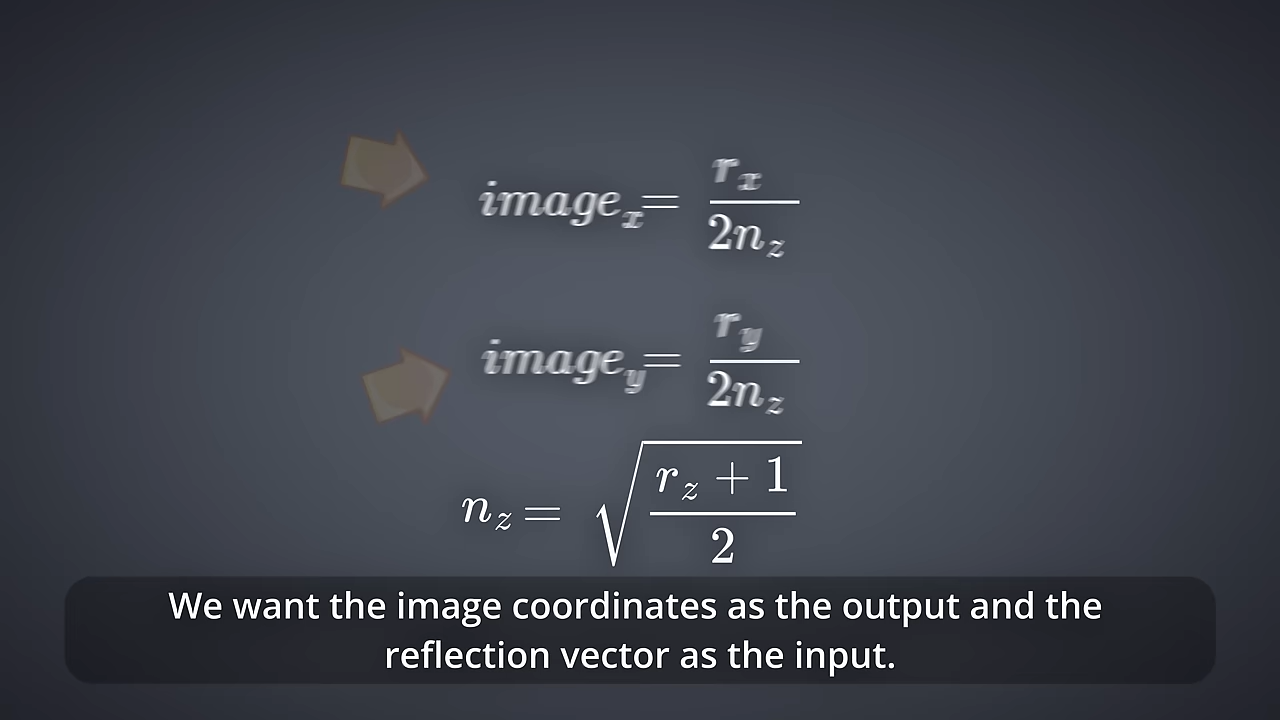 image_x = r_x / 2n_z
image_y = r_y / 2n_z
n_z = √((r_z + 1) / 2)
We want the image coordinates as the output and the
reflection vector as the input.